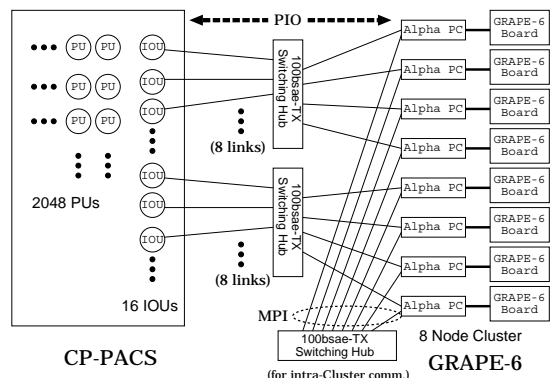 PIO
PU PU IOU
PU PU IOU
PU PU IOU
IOU
IOU
IOU
2048 PUs
16 IOUs
CP-PACS
100bsae-TX
Switching Hub
(8 links)
100bsae-TX
Switching Hub
(8 links)
MPI
100bsae-TX
Switching Hub
(for intra-Cluster comm.)
Alpha PC
GRAPE-6
Board
Alpha PC
GRAPE-6
Board
Alpha PC
GRAPE-6
Board
Alpha PC
GRAPE-6
Board
Alpha PC
GRAPE-6
Board
Alpha PC
GRAPE-6
Board
Alpha PC
GRAPE-6
Board
Alpha PC
GRAPE-6
Board
8 Node Cluster
GRAPE-6